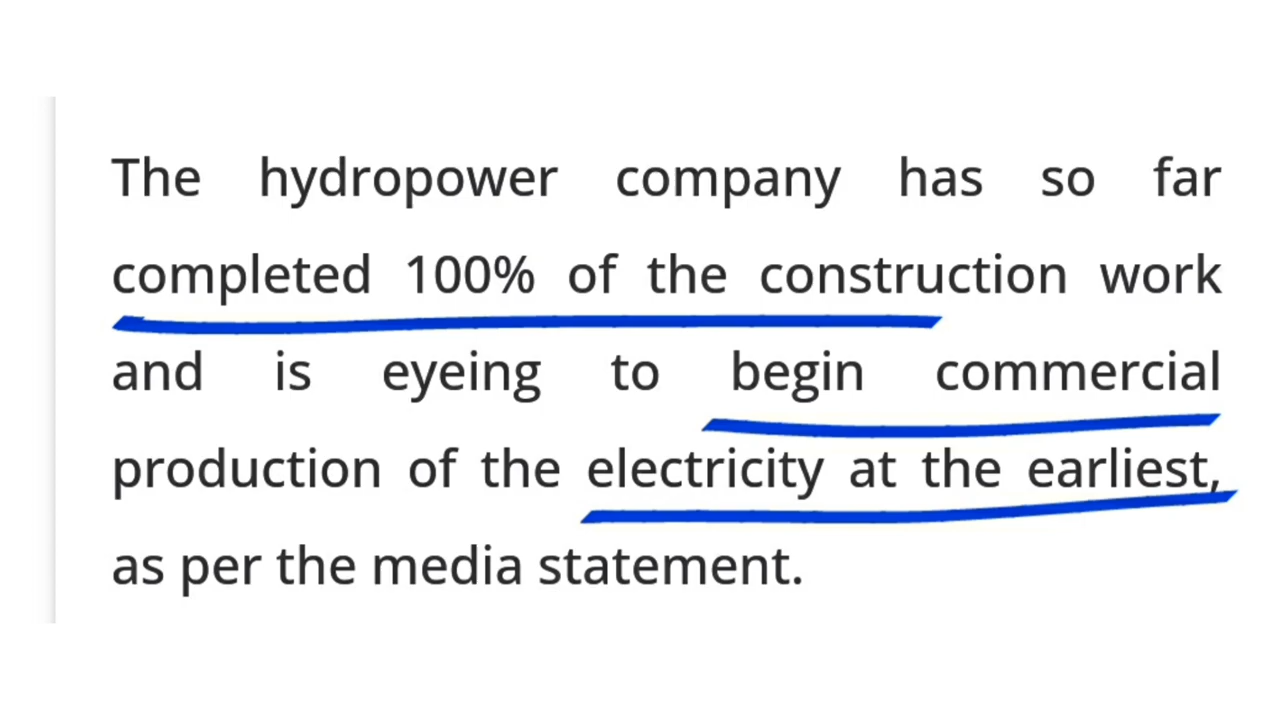 The hydropower company has so far
completed 100% of the construction work
and is eyeing to begin commercial
production of the electricity at the earliest,
as per the media statement.